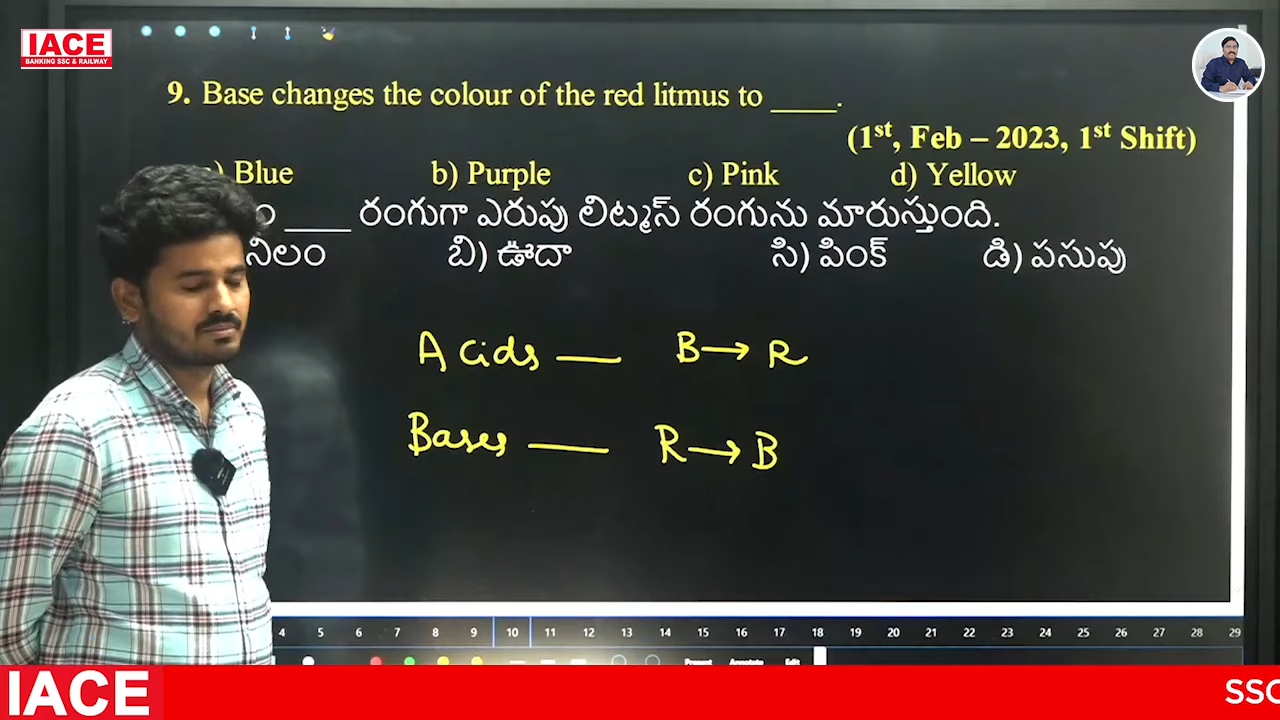 IACE
BANKING SSC & RAILWAY
9. Base changes the colour of the red litmus to ____.
(1st, Feb – 2023, 1st Shift)
) Blue b) Purple c) Pink d) Yellow
____ రంగుగా ఎరుపు లిట్మస్ రంగును మారుస్తుంది.
నీలం బి) ఊదా సి) పింక్ డి) పసుపు
Acids — B → R
Bases — R → B
4 5 6 7 8 9 10 11 12 13 14 15 16 17 18 19 20 21 22 23 24 25 26 27 28 29
Present Annotate Edit
IACE SSC